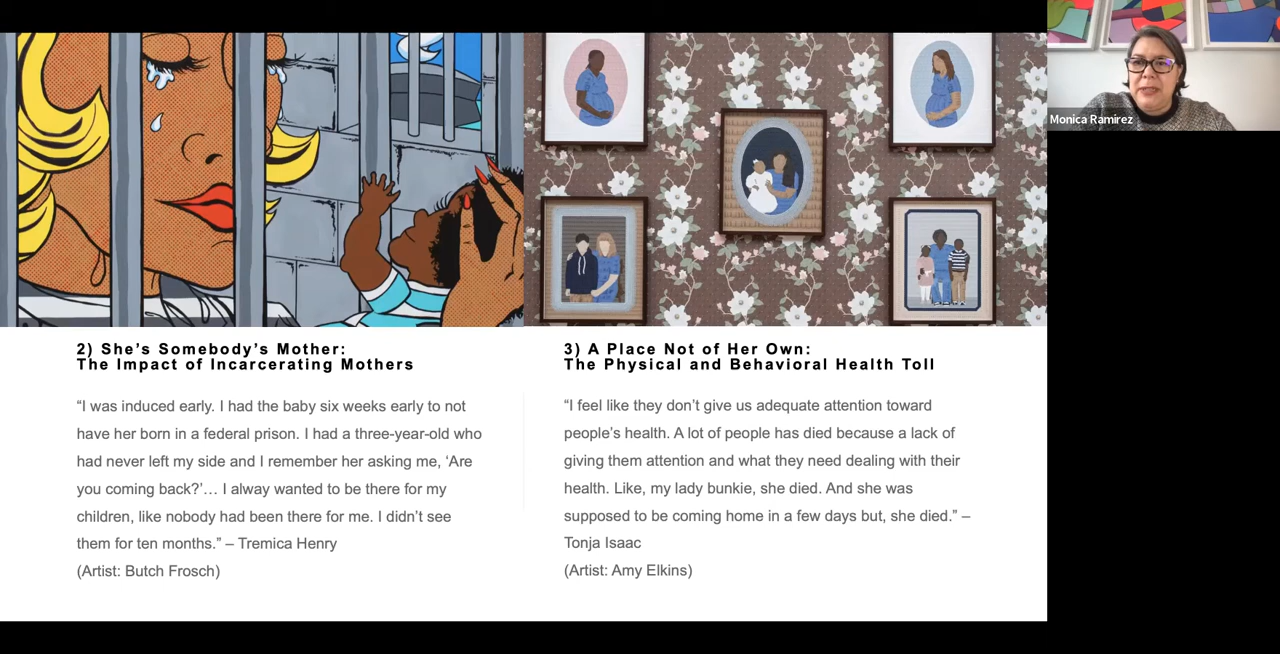 Monica Ramirez
2) She’s Somebody’s Mother:
The Impact of Incarcerating Mothers
“I was induced early. I had the baby six weeks early to not
have her born in a federal prison. I had a three-year-old who
had never left my side and I remember her asking me, ‘Are
you coming back?’… I alway wanted to be there for my
children, like nobody had been there for me. I didn’t see
them for ten months.” – Tremica Henry
(Artist: Butch Frosch)
3) A Place Not of Her Own:
The Physical and Behavioral Health Toll
“I feel like they don’t give us adequate attention toward
people’s health. A lot of people has died because a lack of
giving them attention and what they need dealing with their
health. Like, my lady bunkie, she died. And she was
supposed to be coming home in a few days but, she died.” –
Tonja Isaac
(Artist: Amy Elkins)